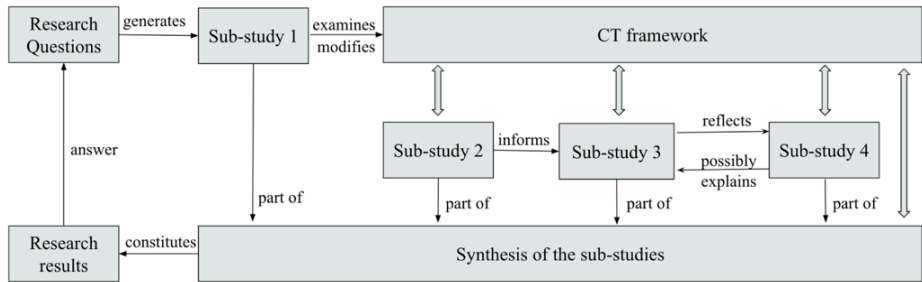 Research
Questions
generates
Sub-study 1
examines
modifies
CT framework
Sub-study 2
informs
Sub-study 3
reflects
possibly
explains
Sub-study 4
answer
part of
part of
part of
part of
Research
results
constitutes
Synthesis of the sub-studies